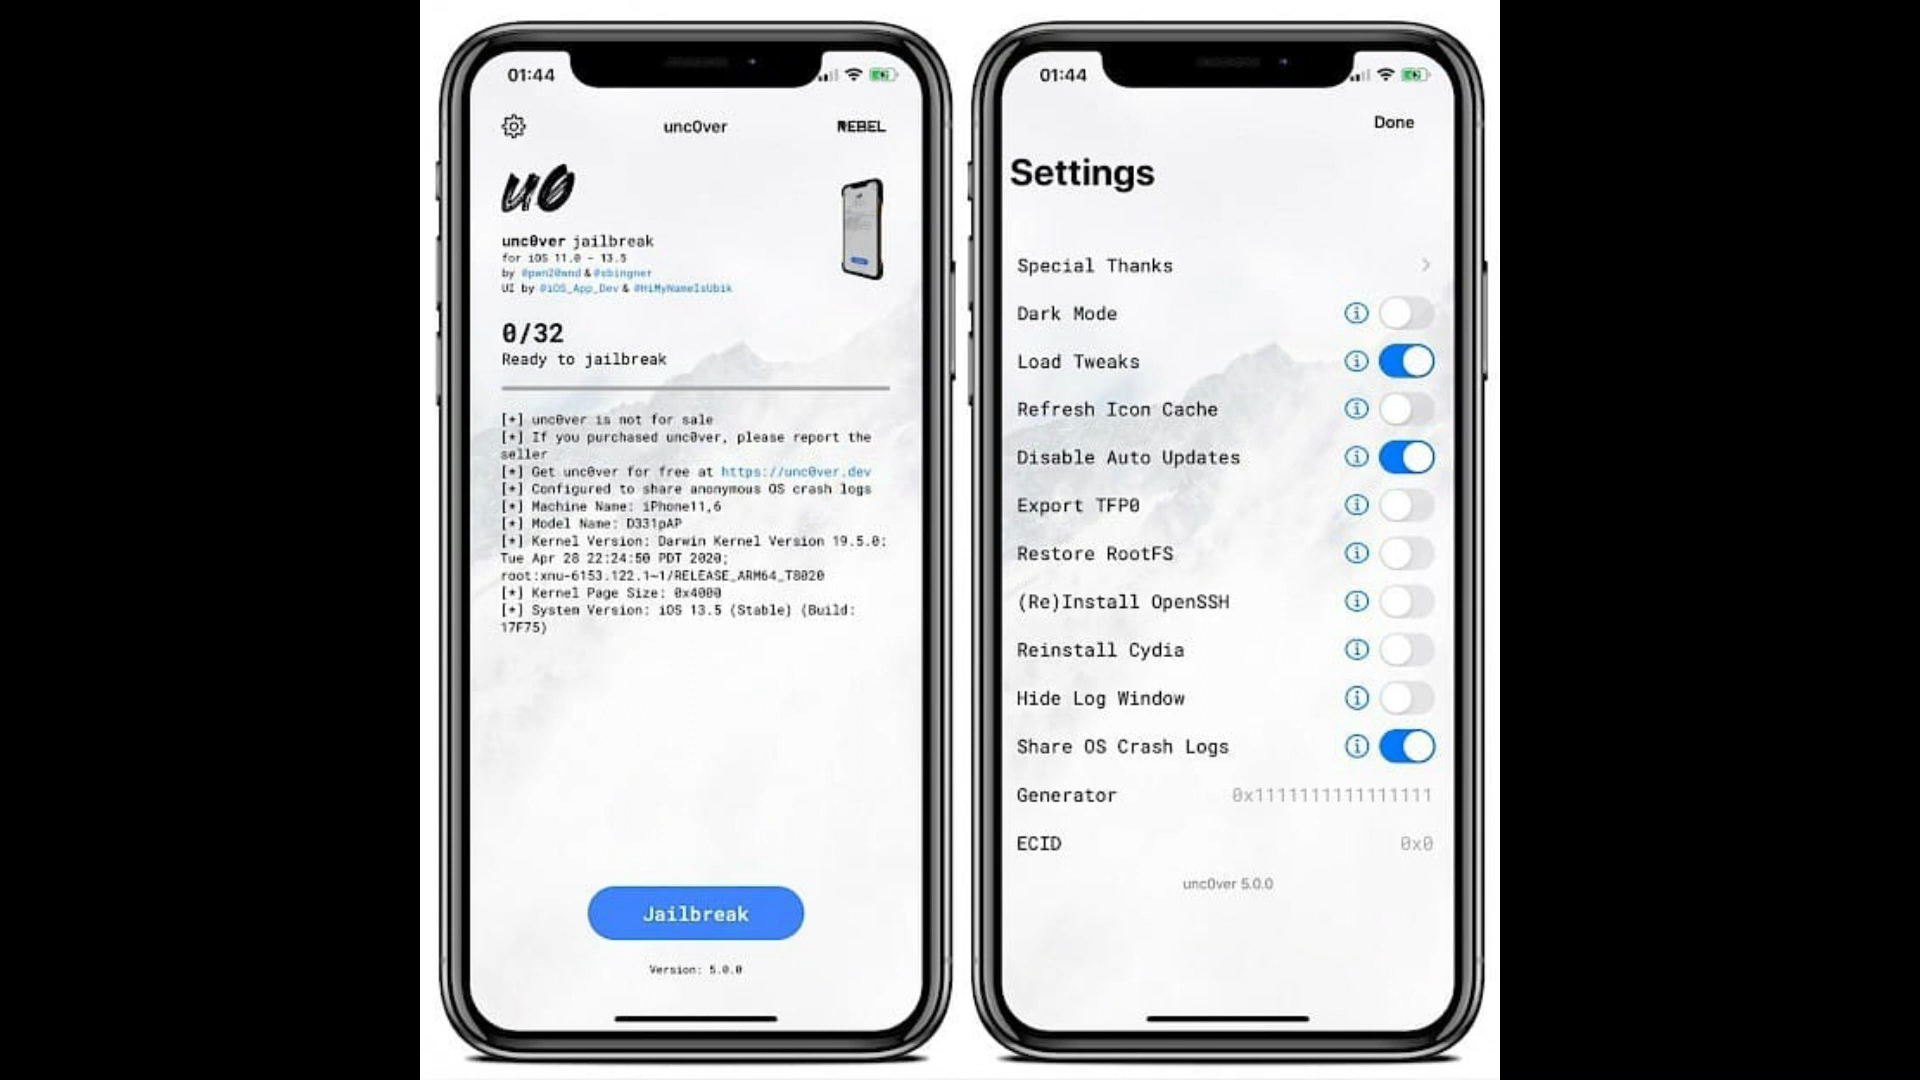 01:44
unc0ver
REBEL
u0
unc0ver jailbreak
for iOS 11.0 - 13.5
by @pwn20wnd & @sbingner
UI by @iOS_App_Dev & @HiMyNameIsUbik
0/32
Ready to jailbreak
[*] unc0ver is not for sale
[*] If you purchased unc0ver, please report the
seller
[*] Get unc0ver for free at https://unc0ver.dev
[*] Configured to share anonymous OS crash logs
[*] Machine Name: iPhone11,6
[*] Model Name: D331pAP
[*] Kernel Version: Darwin Kernel Version 19.5.0:
Tue Apr 28 22:24:50 PDT 2020;
root:xnu-6153.122.1~1/RELEASE_ARM64_T8020
[*] Kernel Page Size: 0x4000
[*] System Version: iOS 13.5 (Stable) (Build:
17F75)
Jailbreak
Version: 5.0.0
01:44
Done
Settings
Special Thanks
Dark Mode
Load Tweaks
Refresh Icon Cache
Disable Auto Updates
Export TFP0
Restore RootFS
(Re)Install OpenSSH
Reinstall Cydia
Hide Log Window
Share OS Crash Logs
Generator 0x1111111111111111
ECID 0x0
unc0ver 5.0.0